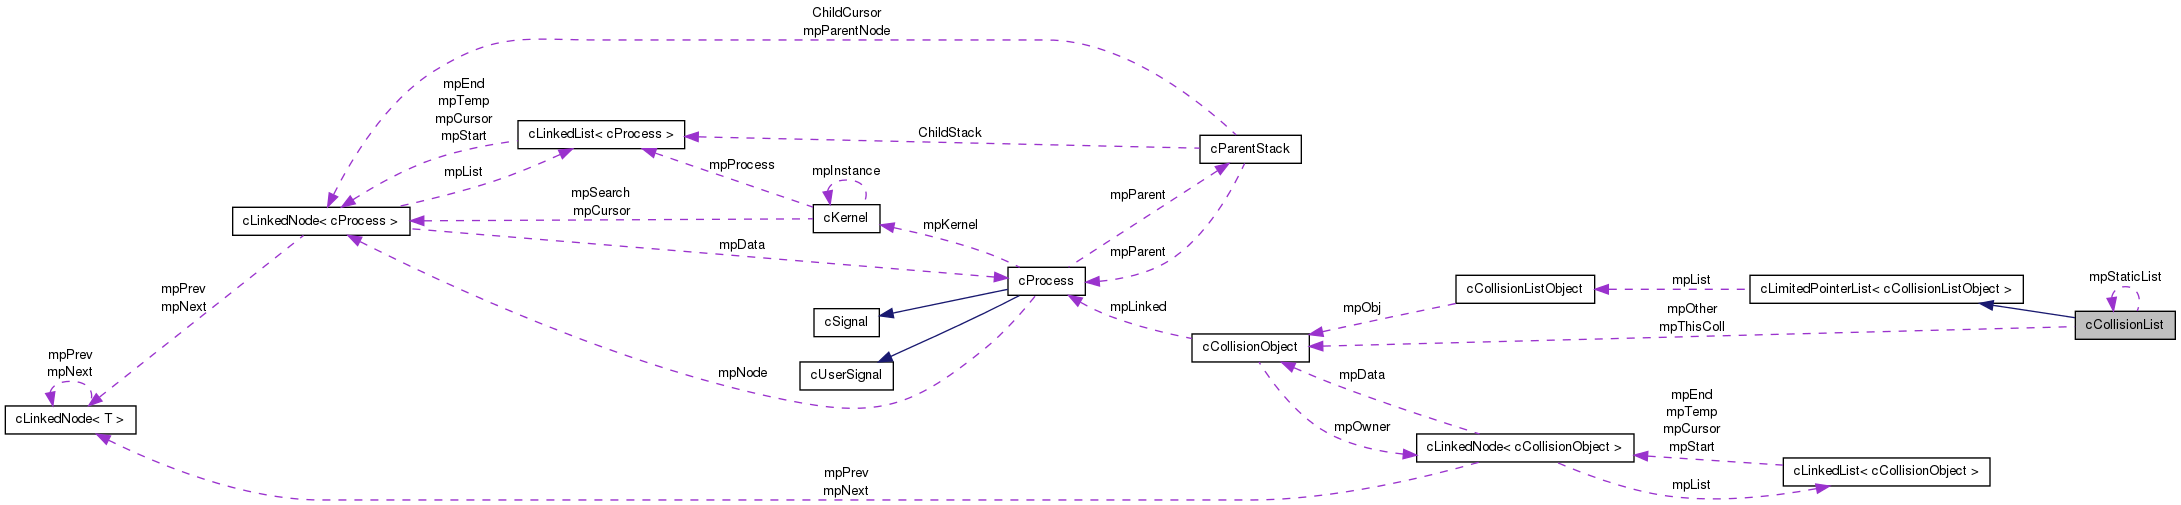 ChildCursor
mpParentNode
mpEnd
mpTemp
mpCursor
mpStart
cLinkedList< cProcess >
ChildStack
cParentStack
mpList
mpProcess
mpInstance
mpSearch
mpCursor
cLinkedNode< cProcess >
cKernel
mpParent
mpKernel
mpData
mpParent
cProcess
mpPrev
mpNext
mpLinked
cSignal
cUserSignal
mpNode
mpObj
cCollisionListObject
mpList
cLimitedPointerList< cCollisionListObject >
mpStaticList
mpOther
mpThisColl
cCollisionList
cCollisionObject
mpPrev
mpNext
cLinkedNode< T >
mpData
mpOwner
mpEnd
mpTemp
mpCursor
mpStart
cLinkedNode< cCollisionObject >
cLinkedList< cCollisionObject >
mpList
mpPrev
mpNext